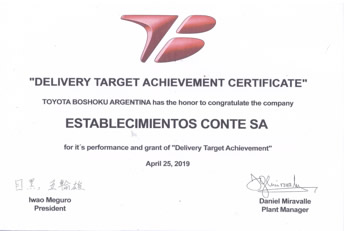 "DELIVERY TARGET ACHIEVEMENT CERTIFICATE"
TOYOTA BOSHOKU ARGENTINA has the honor to congratulate the company
ESTABLECIMIENTOS CONTE SA
for it´s performance and grant of "Delivery Target Achievement"
April 25, 2019
Iwao Meguro
President
Daniel Miravalle
Plant Manager